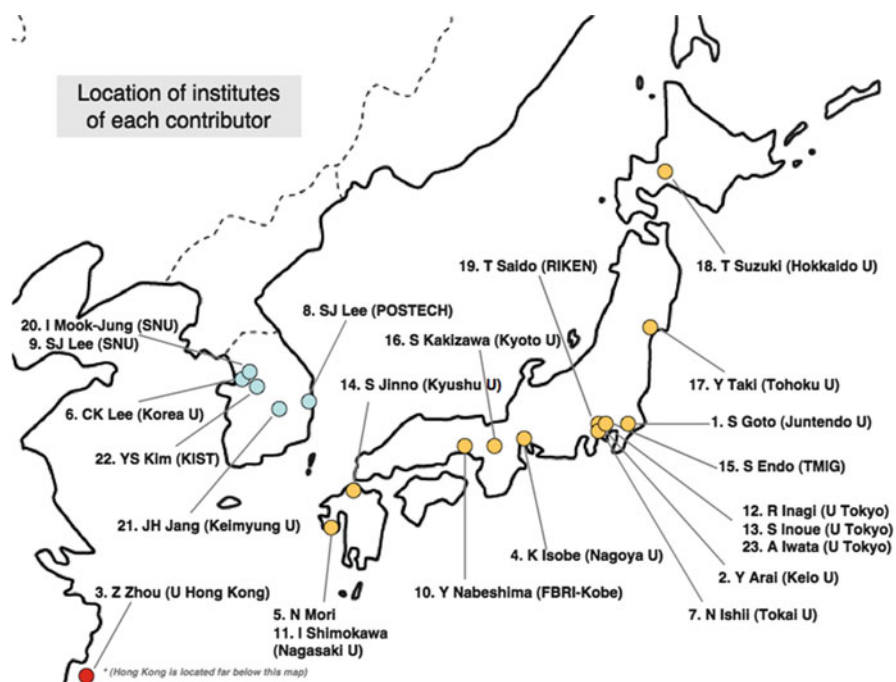 Location of institutes
of each contributor
19. T Saido (RIKEN)
18. T Suzuki (Hokkaido U)
20. I Mook-Jung (SNU)
9. SJ Lee (SNU)
8. SJ Lee (POSTECH)
16. S Kakizawa (Kyoto U)
14. S Jinno (Kyushu U)
17. Y Taki (Tohoku U)
6. CK Lee (Korea U)
1. S Goto (Juntendo U)
22. YS Kim (KIST)
15. S Endo (TMIG)
12. R Inagi (U Tokyo)
13. S Inoue (U Tokyo)
23. A Iwata (U Tokyo)
21. JH Jang (Keimyung U)
4. K Isobe (Nagoya U)
2. Y Arai (Keio U)
3. Z Zhou (U Hong Kong)
10. Y Nabeshima (FBRI-Kobe)
7. N Ishii (Tokai U)
5. N Mori
11. I Shimokawa
(Nagasaki U)
* (Hong Kong is located far below this map)